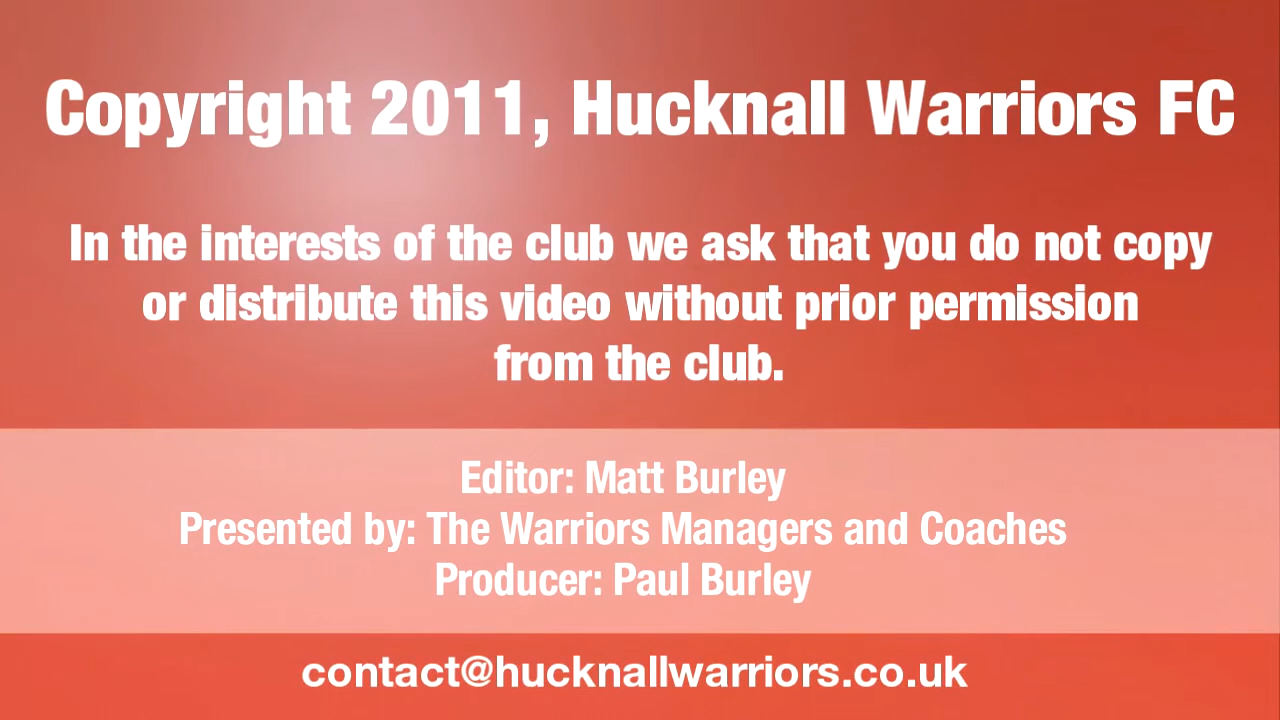 Copyright 2011, Hucknall Warriors FC
In the interests of the club we ask that you do not copy
or distribute this video without prior permission
from the club.
Editor: Matt Burley
Presented by: The Warriors Managers and Coaches
Producer: Paul Burley
contact@hucknallwarriors.co.uk